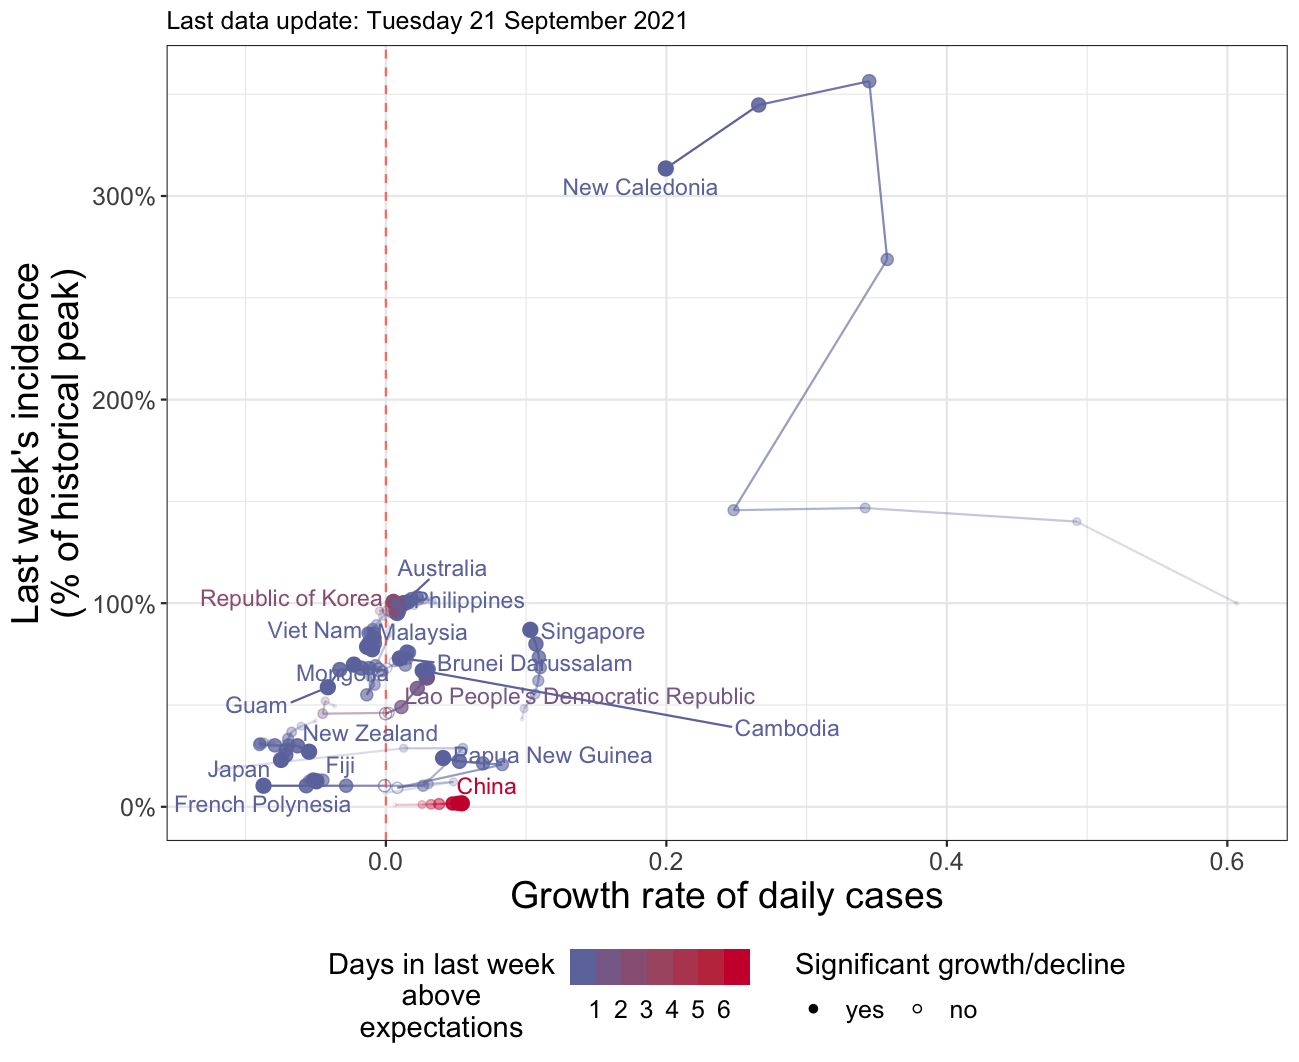 Last data update: Tuesday 21 September 2021
Last week's incidence
(% of historical peak)
300%
200%
100%
0%
New Caledonia
Australia
Republic of Korea
Philippines
Viet Nam
Malaysia
Singapore
Brunei Darussalam
Mongolia
Lao People's Democratic Republic
Guam
Cambodia
New Zealand
Papua New Guinea
Japan
Fiji
China
French Polynesia
0.0 0.2 0.4 0.6
Growth rate of daily cases
Days in last week
above
expectations
1 2 3 4 5 6
Significant growth/decline
yes no